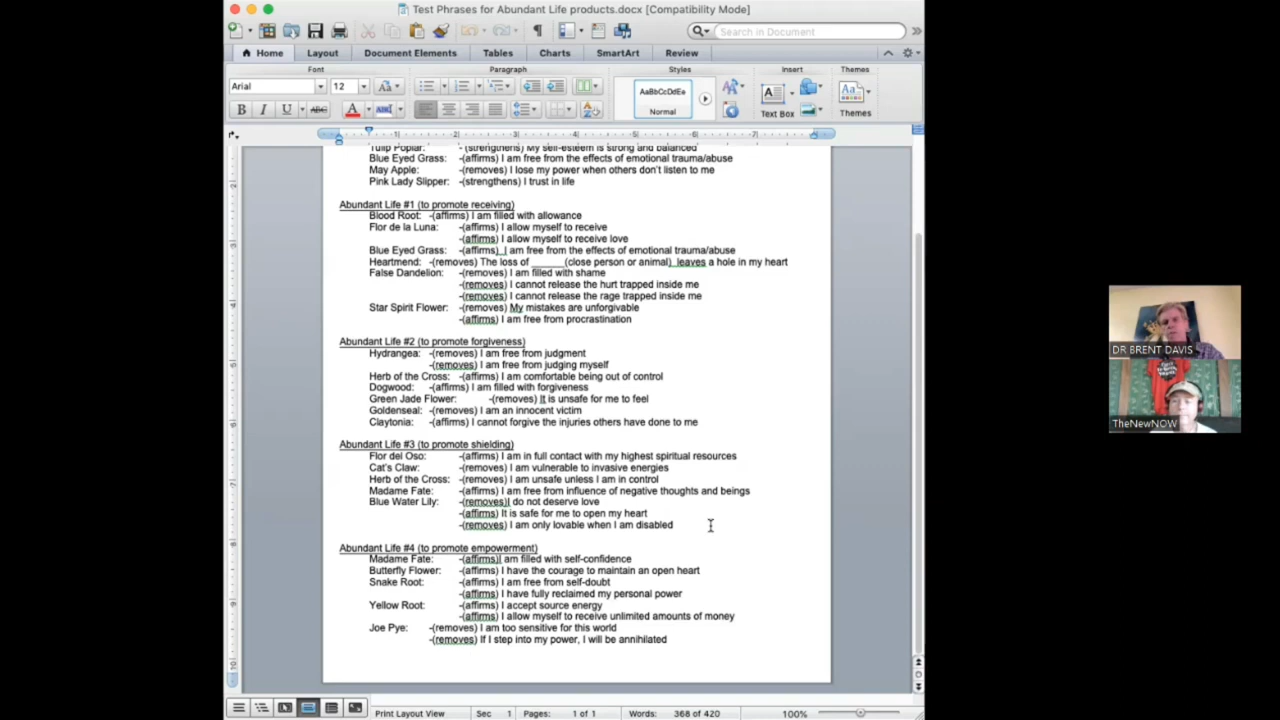 Test Phrases for Abundant Life products.docx [Compatibility Mode]
Search in Document
Home Layout Document Elements Tables Charts SmartArt Review
Font Paragraph Styles Insert Themes
Arial 12 AaBbCcDdEe Normal Text Box Themes
Tulip Poplar: - (strengthens) My self-esteem is strong and balanced
Blue Eyed Grass: -(affirms) I am free from the effects of emotional trauma/abuse
May Apple: -(removes) I lose my power when others don't listen to me
Pink Lady Slipper: -(strengthens) I trust in life
Abundant Life #1 (to promote receiving)
Blood Root: -(affirms) I am filled with allowance
Flor de la Luna: -(affirms) I allow myself to receive
-(affirms) I allow myself to receive love
Blue Eyed Grass: -(affirms) I am free from the effects of emotional trauma/abuse
Heartmend: -(removes) The loss of ______(close person or animal) leaves a hole in my heart
False Dandelion: -(removes) I am filled with shame
-(removes) I cannot release the hurt trapped inside me
-(removes) I cannot release the rage trapped inside me
Star Spirit Flower: -(removes) My mistakes are unforgivable
-(affirms) I am free from procrastination
Abundant Life #2 (to promote forgiveness)
Hydrangea: -(removes) I am free from judgment
-(removes) I am free from judging myself
Herb of the Cross: -(affirms) I am comfortable being out of control
Dogwood: -(affirms) I am filled with forgiveness
Green Jade Flower: -(removes) It is unsafe for me to feel
Goldenseal: -(removes) I am an innocent victim
Claytonia: -(affirms) I cannot forgive the injuries others have done to me
Abundant Life #3 (to promote shielding)
Flor del Oso: -(affirms) I am in full contact with my highest spiritual resources
Cat's Claw: -(removes) I am vulnerable to invasive energies
Herb of the Cross: -(removes) I am unsafe unless I am in control
Madame Fate: -(affirms) I am free from influence of negative thoughts and beings
Blue Water Lily: -(removes)I do not deserve love
-(affirms) It is safe for me to open my heart
-(removes) I am only lovable when I am disabled
Abundant Life #4 (to promote empowerment)
Madame Fate: -(affirms)I am filled with self-confidence
Butterfly Flower: -(affirms) I have the courage to maintain an open heart
Snake Root: -(affirms) I am free from self-doubt
-(affirms) I have fully reclaimed my personal power
Yellow Root: -(affirms) I accept source energy
-(affirms) I allow myself to receive unlimited amounts of money
Joe Pye: -(removes) I am too sensitive for this world
-(removes) If I step into my power, I will be annihilated
Print Layout View Sec 1 Pages: 1 of 1 Words: 368 of 420 100%
DR BRENT DAVIS
TheNewNOW